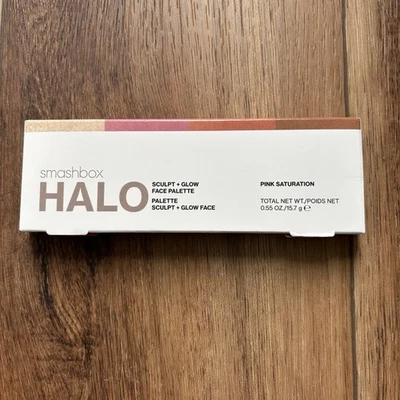 smashbox
HALO
SCULPT + GLOW
FACE PALETTE
PALETTE
SCULPT + GLOW FACE
PINK SATURATION
TOTAL NET WT./POIDS NET
0.55 OZ./15.7 g ℮